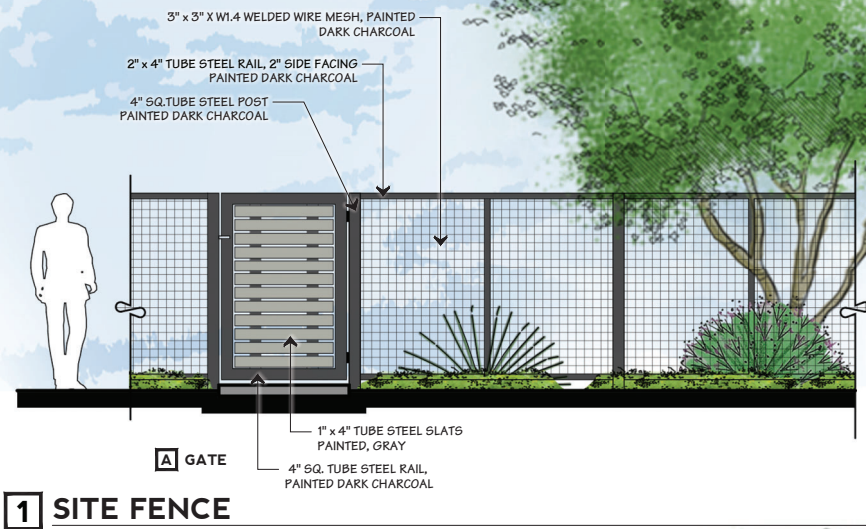 3" x 3" X W1.4 WELDED WIRE MESH, PAINTED
DARK CHARCOAL
2" x 4" TUBE STEEL RAIL, 2" SIDE FACING
PAINTED DARK CHARCOAL
4" SQ.TUBE STEEL POST
PAINTED DARK CHARCOAL
1" x 4" TUBE STEEL SLATS
PAINTED, GRAY
A GATE
4" SQ. TUBE STEEL RAIL,
PAINTED DARK CHARCOAL
1 SITE FENCE